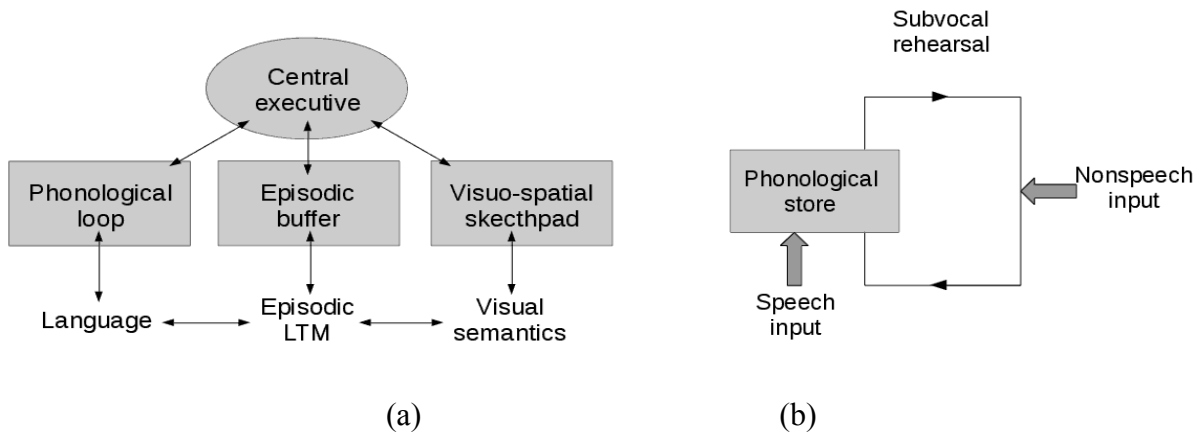 Central
executive
Phonological
loop
Episodic
buffer
Visuo-spatial
skecthpad
Language
Episodic
LTM
Visual
semantics
(a)
Subvocal
rehearsal
Phonological
store
Nonspeech
input
Speech
input
(b)